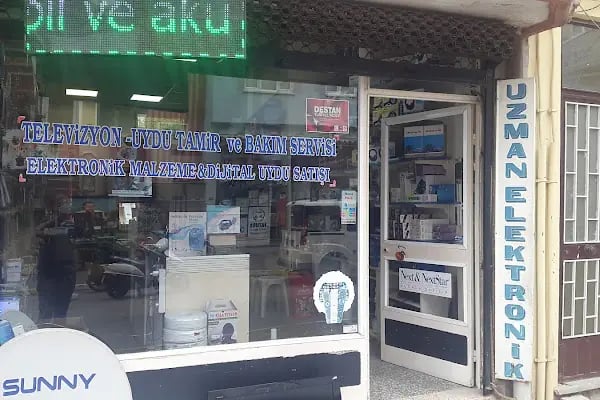 pil ve akü
TELEVİZYON-UYDU TAMİR ve BAKIM SERVİSİ
ELEKTRONİK MALZEME&DİJİTAL UYDU SATIŞI
DESTAN
UZMAN ELEKTRONİK
Next & NextStar
SUNNY